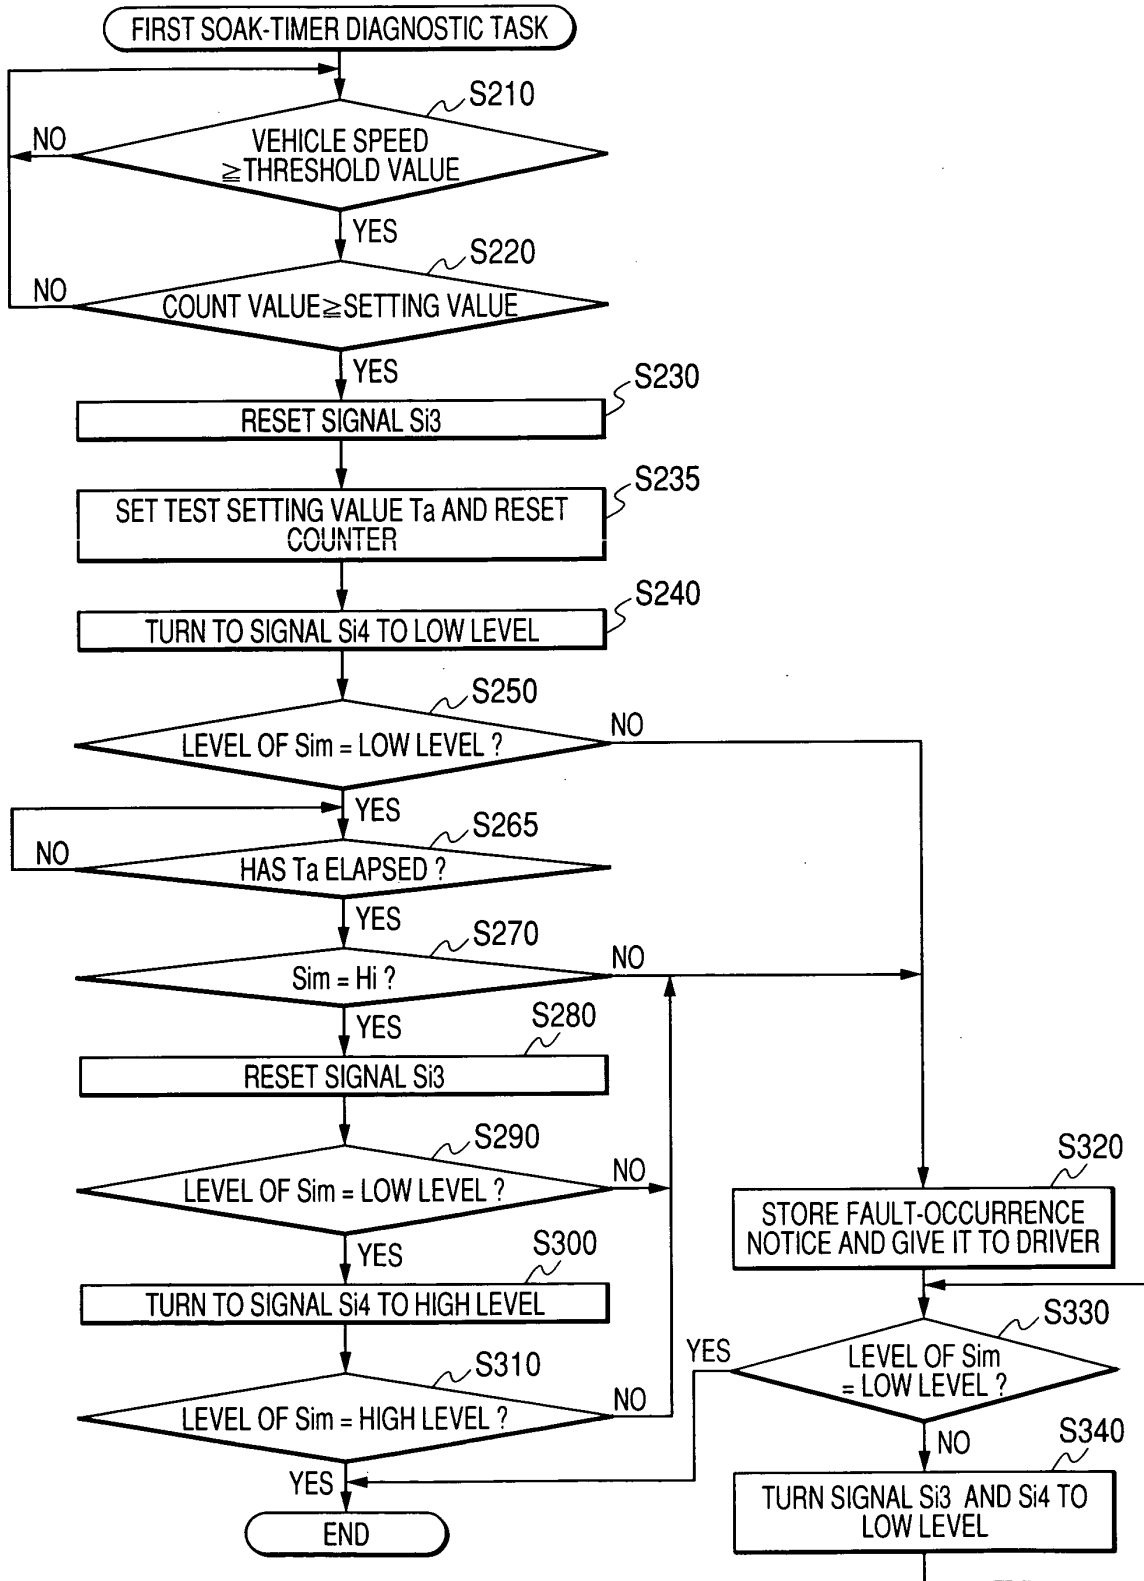 FIRST SOAK-TIMER DIAGNOSTIC TASK
S210
NO
VEHICLE SPEED
≧THRESHOLD VALUE
YES
S220
NO
COUNT VALUE≧SETTING VALUE
YES
S230
RESET SIGNAL Si3
S235
SET TEST SETTING VALUE Ta AND RESET
COUNTER
S240
TURN TO SIGNAL Si4 TO LOW LEVEL
S250
LEVEL OF Sim = LOW LEVEL ?
NO
YES
S265
NO
HAS Ta ELAPSED ?
YES
S270
Sim = Hi ?
NO
YES
S280
RESET SIGNAL Si3
S290
LEVEL OF Sim = LOW LEVEL ?
NO
YES
S300
TURN TO SIGNAL Si4 TO HIGH LEVEL
S310
LEVEL OF Sim = HIGH LEVEL ?
NO
YES
END
S320
STORE FAULT-OCCURRENCE
NOTICE AND GIVE IT TO DRIVER
S330
YES
LEVEL OF Sim
= LOW LEVEL ?
NO
S340
TURN SIGNAL Si3 AND Si4 TO
LOW LEVEL